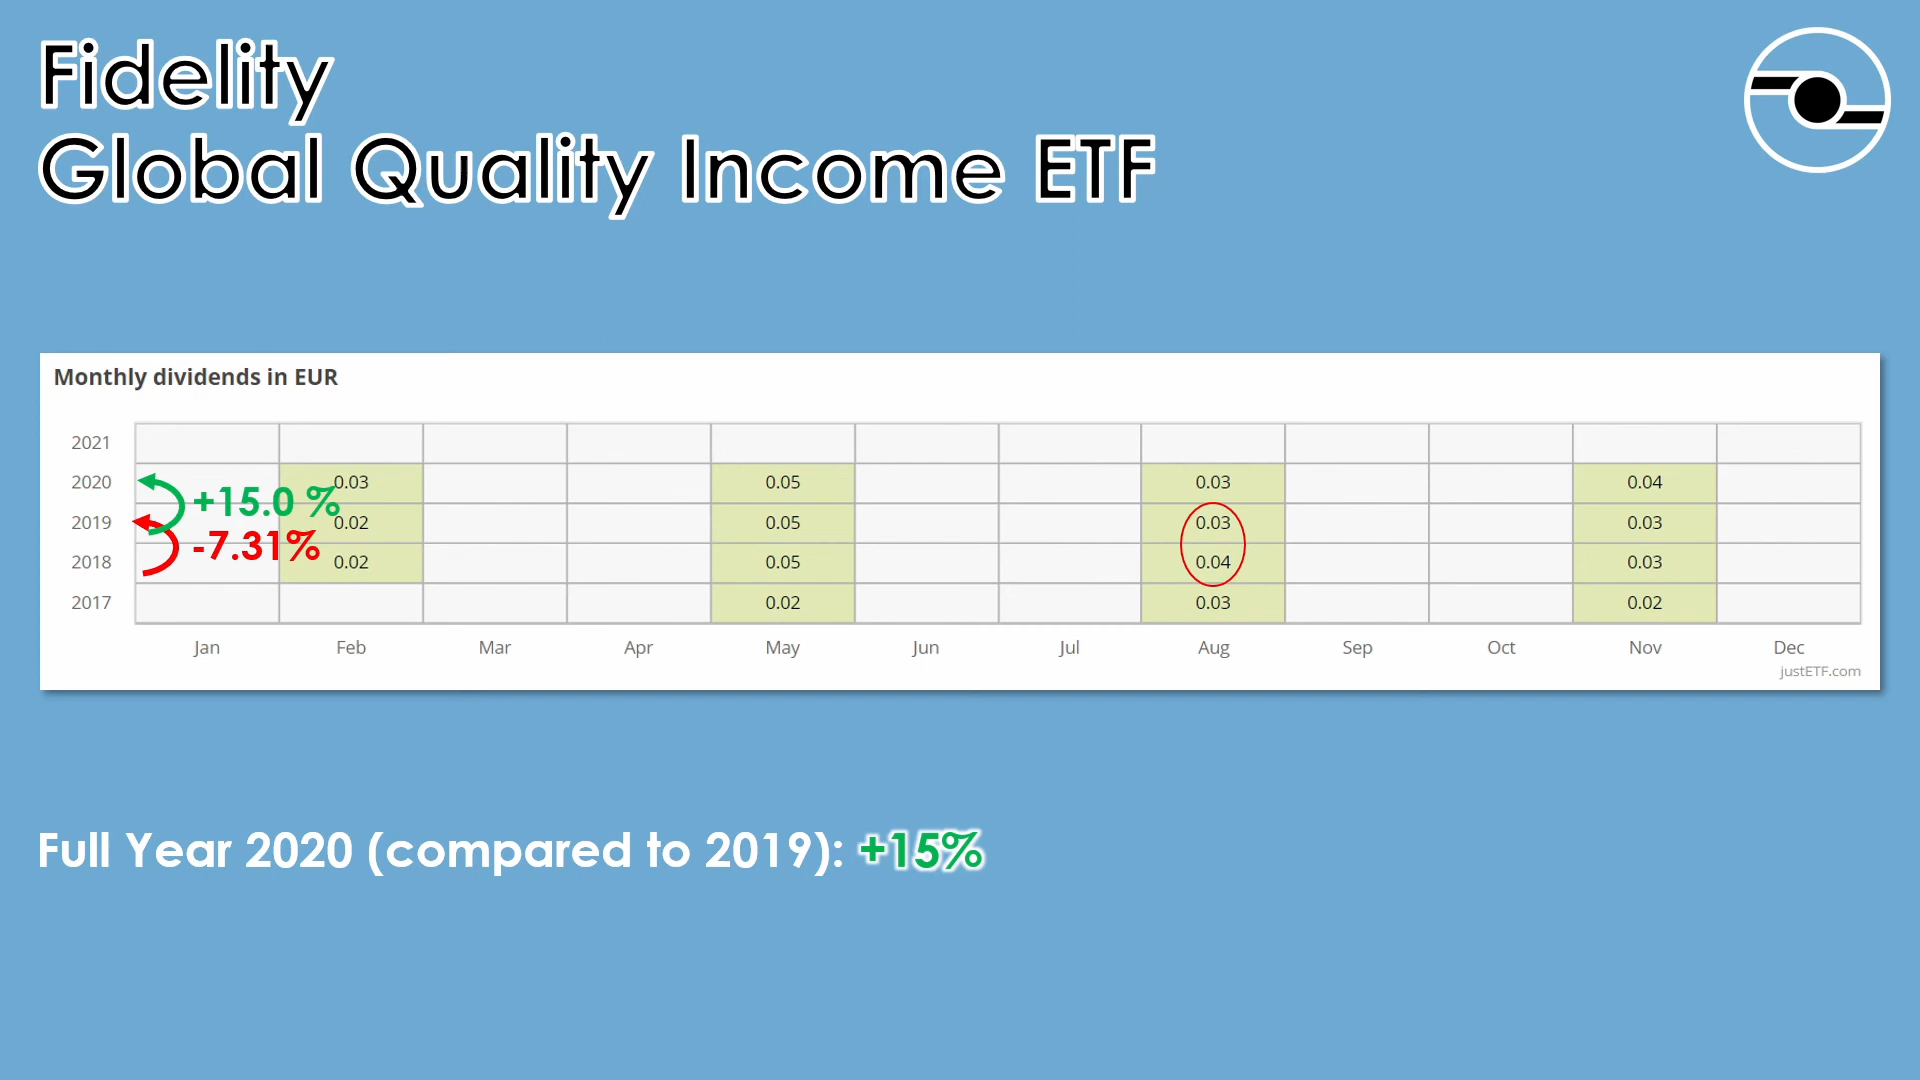 Fidelity
Global Quality Income ETF
Monthly dividends in EUR
2021
2020 0.03 0.05 0.03 0.04
+15.0 %
2019 0.02 0.05 0.03 0.03
-7.31%
2018 0.02 0.05 0.04 0.03
2017 0.02 0.03 0.02
Jan Feb Mar Apr May Jun Jul Aug Sep Oct Nov Dec
justETF.com
Full Year 2020 (compared to 2019): +15%